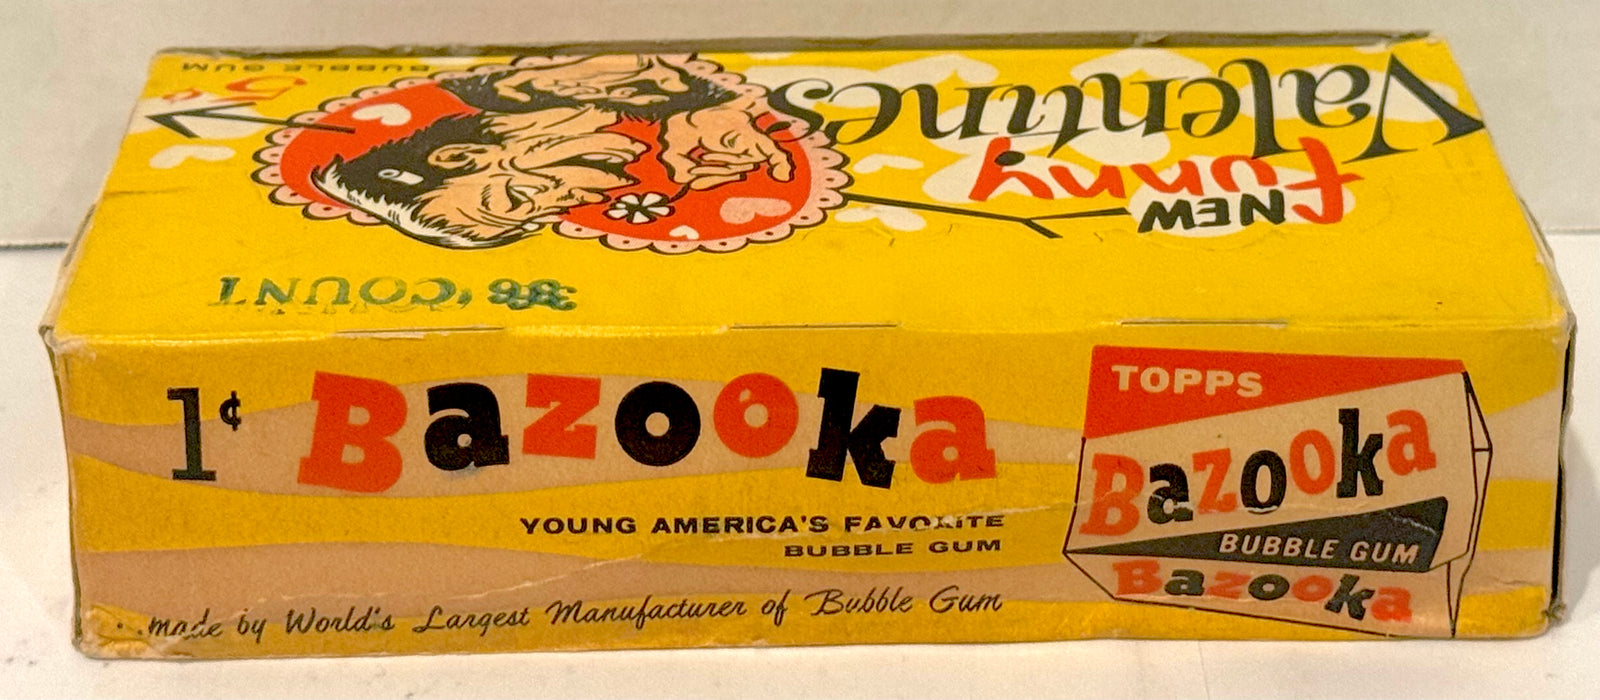 NEW
funny
Valentines
5¢
BUBBLE GUM
36 COUNT
1¢ Bazooka
YOUNG AMERICA'S FAVORITE
BUBBLE GUM
...made by World's Largest Manufacturer of Bubble Gum
TOPPS
Bazooka
BUBBLE GUM
Bazooka